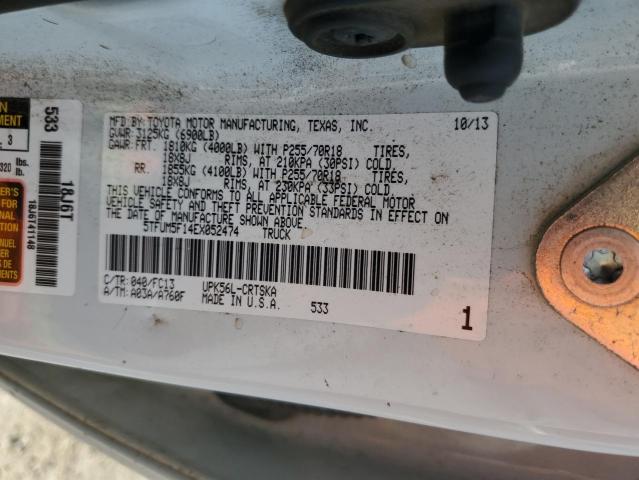 MFD BY: TOYOTA MOTOR MANUFACTURING, TEXAS, INC. 10/13
GVWR 3125KG (6900LB)
GAWR: FRT. 1810KG (4000LB) WITH P255/70R18 TIRES,
18X8J RIMS, AT 210KPA (30PSI) COLD
RR. 1855KG (4100LB) WITH P255/70R18 TIRES,
18X8J RIMS, AT 230KPA (33PSI) COLD
THIS VEHICLE CONFORMS TO ALL APPLICABLE FEDERAL MOTOR
VEHICLE SAFETY AND THEFT PREVENTION STANDARDS IN EFFECT ON
THE DATE OF MANUFACTURE SHOWN ABOVE.
5TFUM5F14EX052474 TRUCK
C/TR: 040/FC13 UPK56L-CRTSKA
A/TM: A03A/A760F MADE IN U.S.A. 533 1
533
18J6T
18J6T41148
3